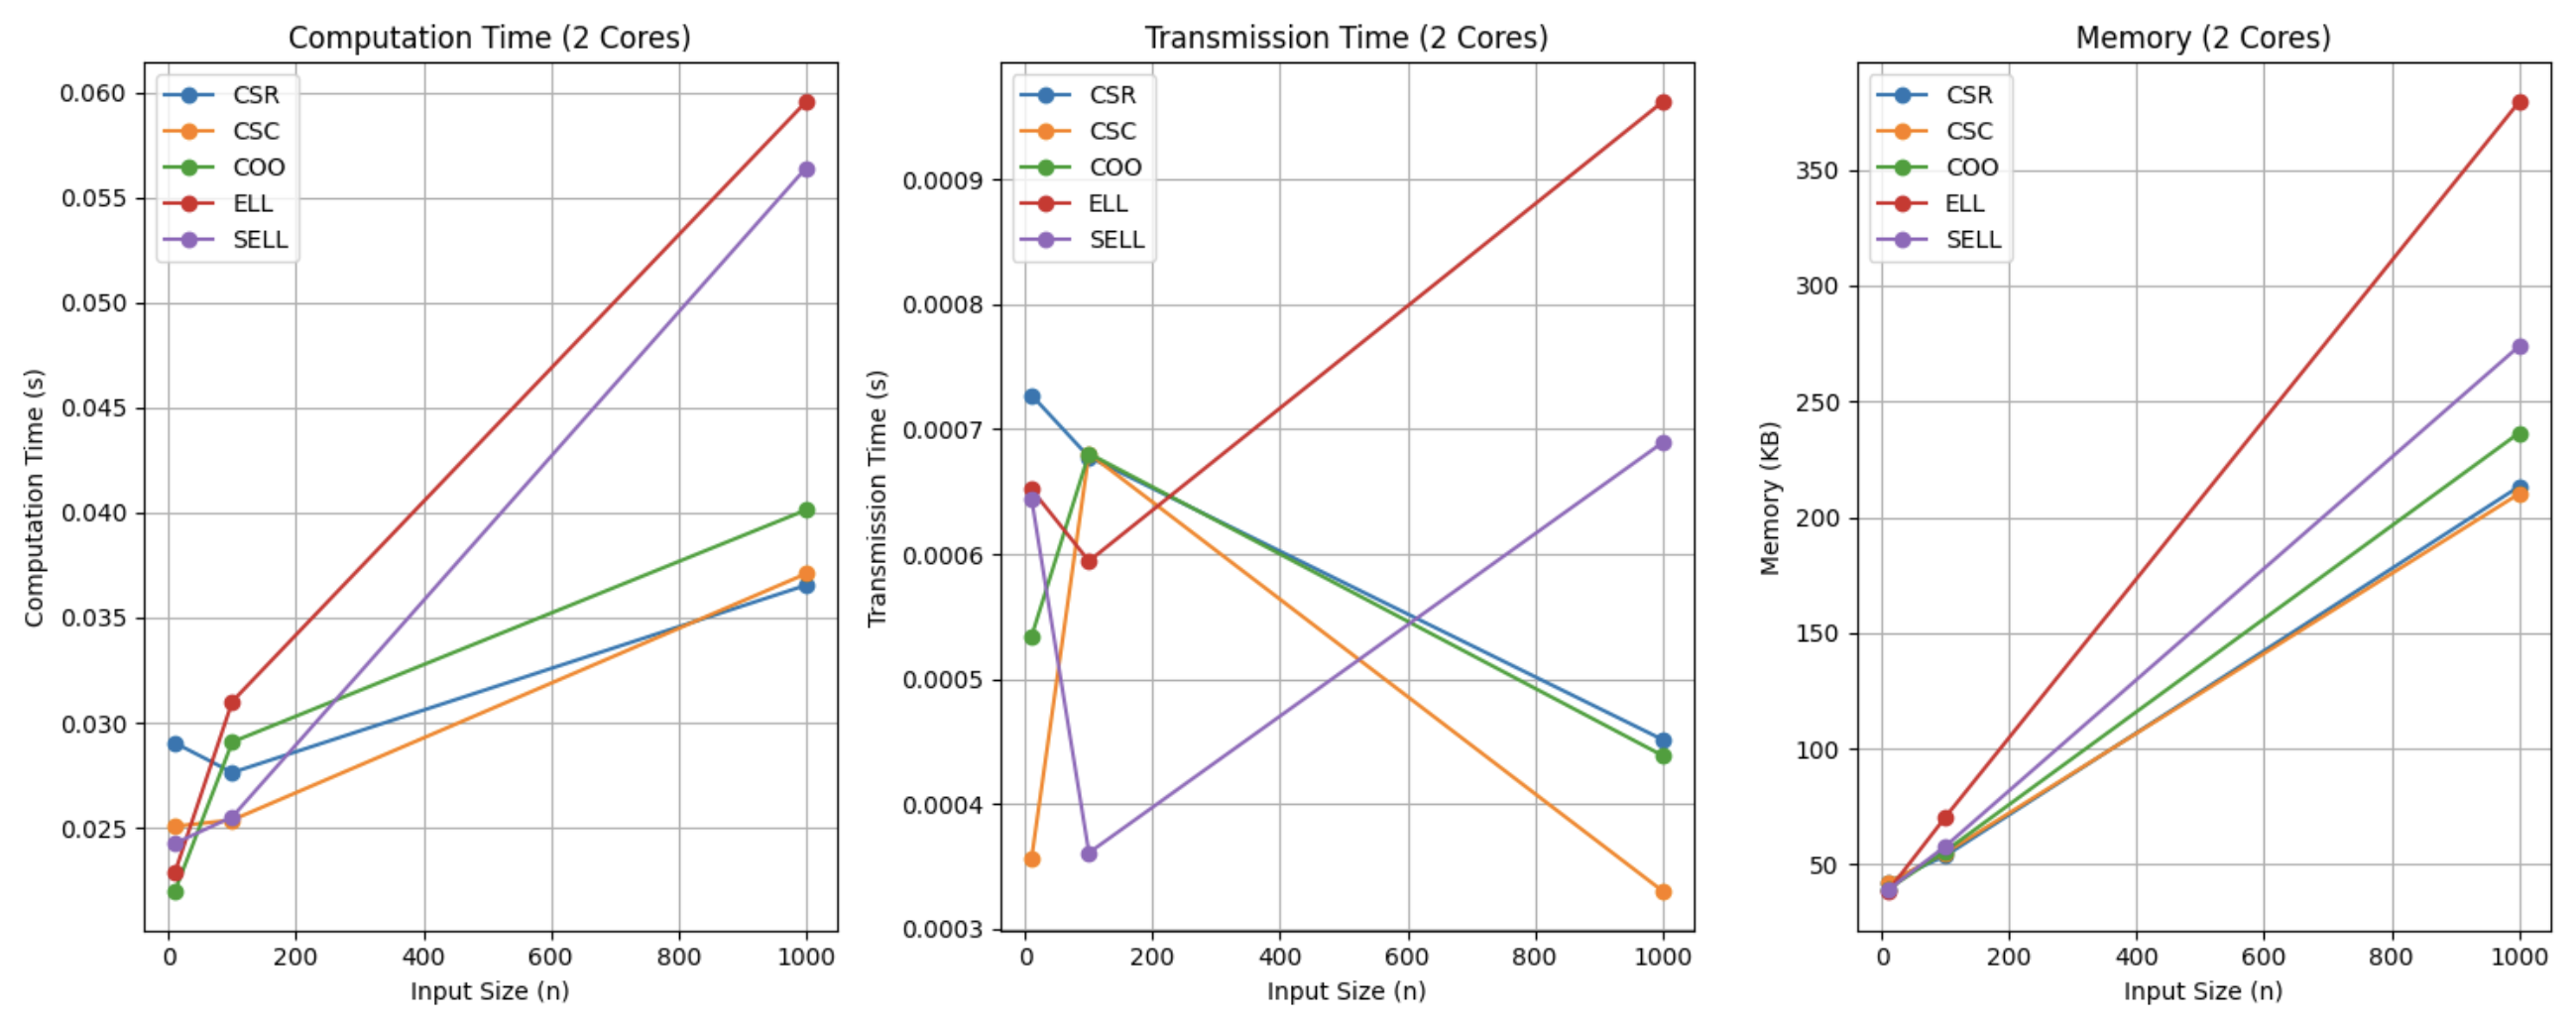 Computation Time (2 Cores)
0.060
0.055
0.050
0.045
0.040
0.035
0.030
0.025
Computation Time (s)
CSR
CSC
COO
ELL
SELL
0 200 400 600 800 1000
Input Size (n)
Transmission Time (2 Cores)
0.0009
0.0008
0.0007
0.0006
0.0005
0.0004
0.0003
Transmission Time (s)
CSR
CSC
COO
ELL
SELL
0 200 400 600 800 1000
Input Size (n)
Memory (2 Cores)
350
300
250
200
150
100
50
Memory (KB)
CSR
CSC
COO
ELL
SELL
0 200 400 600 800 1000
Input Size (n)